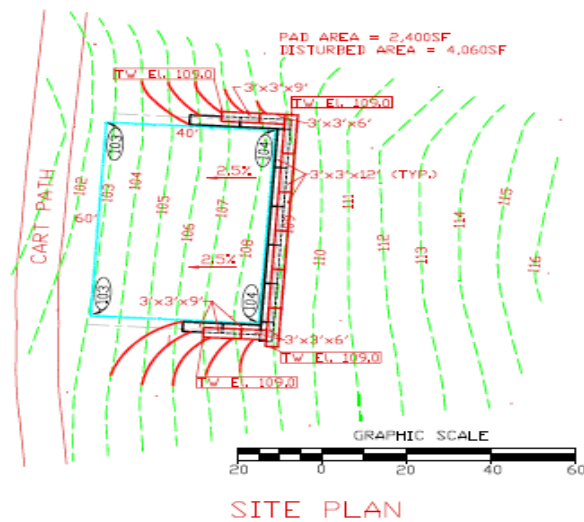 PAD AREA = 2,400SF
DISTURBED AREA = 4,060SF
TW El. 109.0
3'x3'x9'
TW El. 109.0
3'x3'x6'
103
40'
104
2.5%
3'x3'x12' (TYP.)
CART PATH
102
103
104
105
106
107
108
109
110
111
112
113
114
115
116
60'
2.5%
103
3'x3'x9'
104
3'x3'x6'
TW El. 109.0
TW El. 109.0
GRAPHIC SCALE
20 0 20 40 60
SITE PLAN